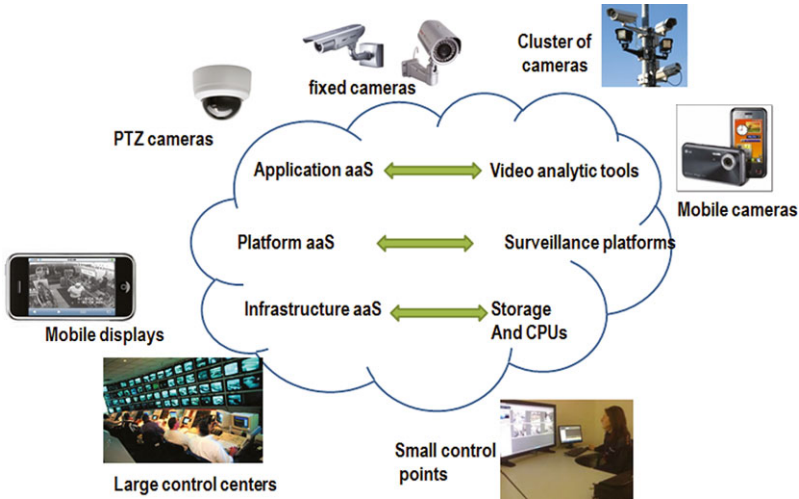 Cluster of
cameras
fixed cameras
PTZ cameras
Application aaS
Video analytic tools
Mobile cameras
Platform aaS
Surveillance platforms
Infrastructure aaS
Storage
And CPUs
Mobile displays
Small control
points
Large control centers